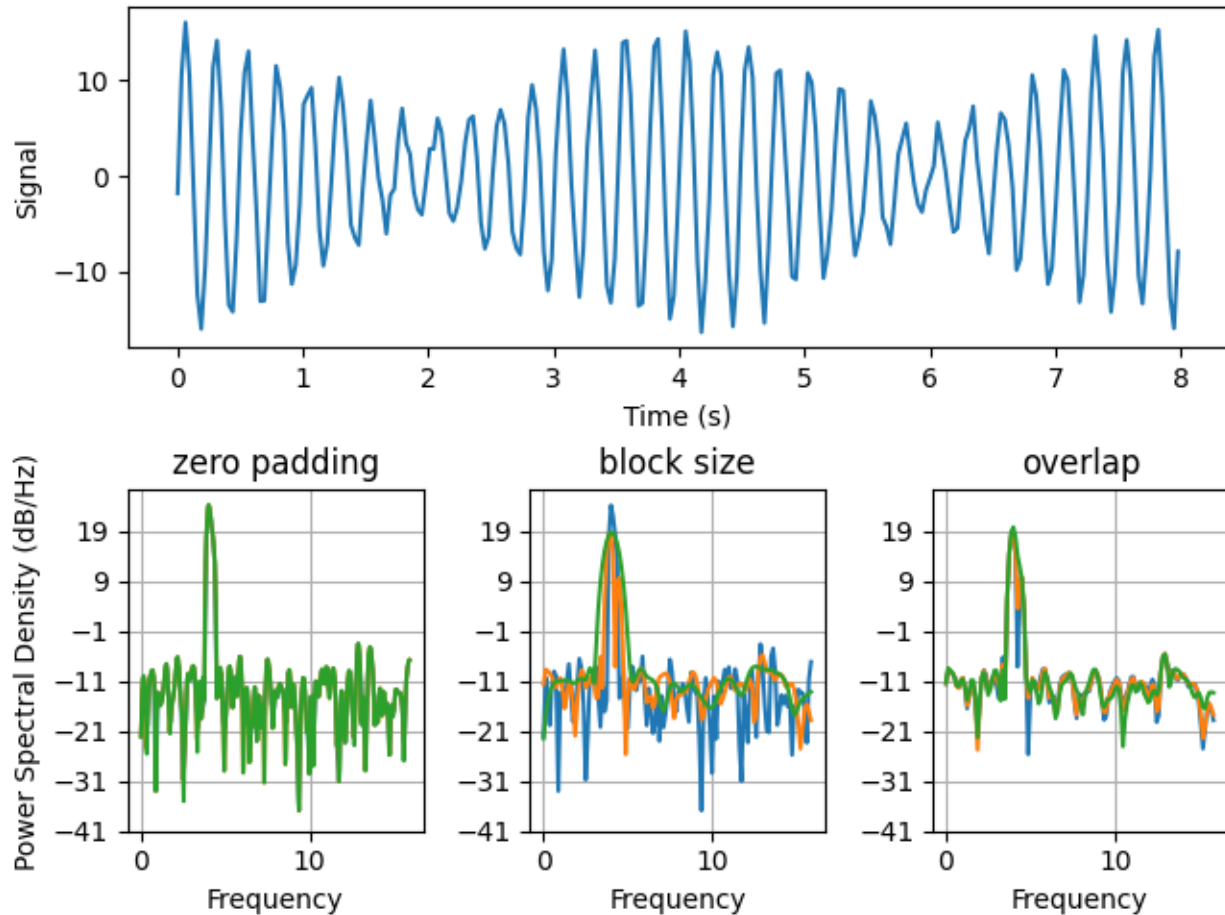 10
0
−10
Signal
0 1 2 3 4 5 6 7 8
Time (s)
Power Spectral Density (dB/Hz)
zero padding
19
9
−1
−11
−21
−31
−41
0 10
Frequency
block size
19
9
−1
−11
−21
−31
−41
0 10
Frequency
overlap
19
9
−1
−11
−21
−31
−41
0 10
Frequency